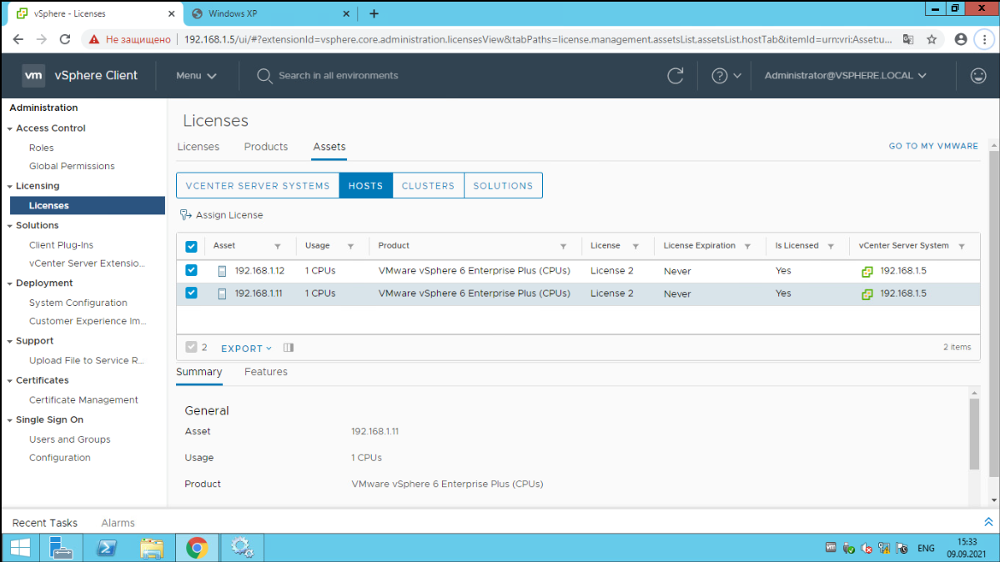 vSphere - Licenses
Windows XP
Не защищено
192.168.1.5/ui/#?extensionId=vsphere.core.administration.licensesView&tabPaths=license.management.assetsList,assetsList.hostTab&itemId=urn:vri:Asset:u...
vm vSphere Client
Menu
Search in all environments
Administrator@VSPHERE.LOCAL
Administration
Access Control
Roles
Global Permissions
Licensing
Licenses
Solutions
Client Plug-Ins
vCenter Server Extensio...
Deployment
System Configuration
Customer Experience Im...
Support
Upload File to Service R...
Certificates
Certificate Management
Single Sign On
Users and Groups
Configuration
Licenses
Licenses Products Assets
GO TO MY VMWARE
VCENTER SERVER SYSTEMS HOSTS CLUSTERS SOLUTIONS
Assign License
Asset Usage Product License License Expiration Is Licensed vCenter Server System
192.168.1.12 1 CPUs VMware vSphere 6 Enterprise Plus (CPUs) License 2 Never Yes 192.168.1.5
192.168.1.11 1 CPUs VMware vSphere 6 Enterprise Plus (CPUs) License 2 Never Yes 192.168.1.5
2 EXPORT 2 items
Summary Features
General
Asset 192.168.1.11
Usage 1 CPUs
Product VMware vSphere 6 Enterprise Plus (CPUs)
Recent Tasks Alarms
ENG
15:33
09.09.2021